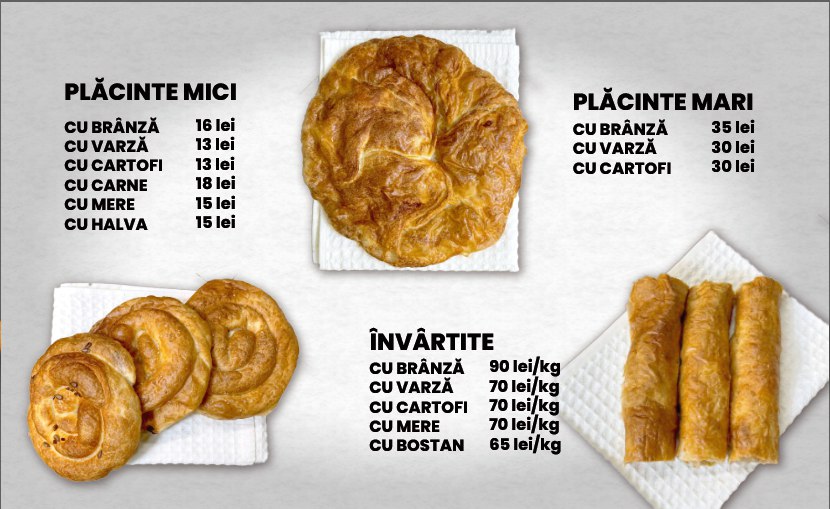 PLĂCINTE MICI
CU BRÂNZĂ 16 lei
CU VARZĂ 13 lei
CU CARTOFI 13 lei
CU CARNE 18 lei
CU MERE 15 lei
CU HALVA 15 lei
PLĂCINTE MARI
CU BRÂNZĂ 35 lei
CU VARZĂ 30 lei
CU CARTOFI 30 lei
ÎNVÂRTITE
CU BRÂNZĂ 90 lei/kg
CU VARZĂ 70 lei/kg
CU CARTOFI 70 lei/kg
CU MERE 70 lei/kg
CU BOSTAN 65 lei/kg